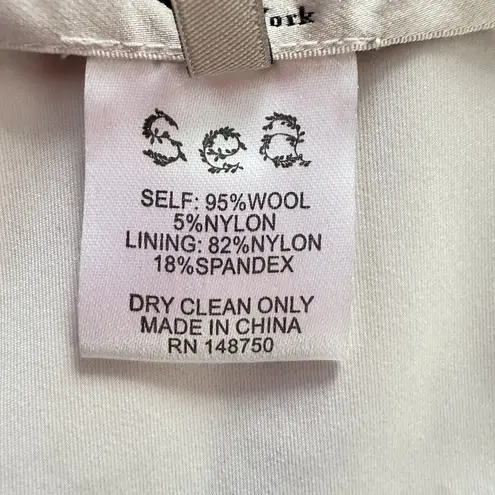 York
Sea
SELF: 95%WOOL
5%NYLON
LINING: 82%NYLON
18%SPANDEX
DRY CLEAN ONLY
MADE IN CHINA
RN 148750